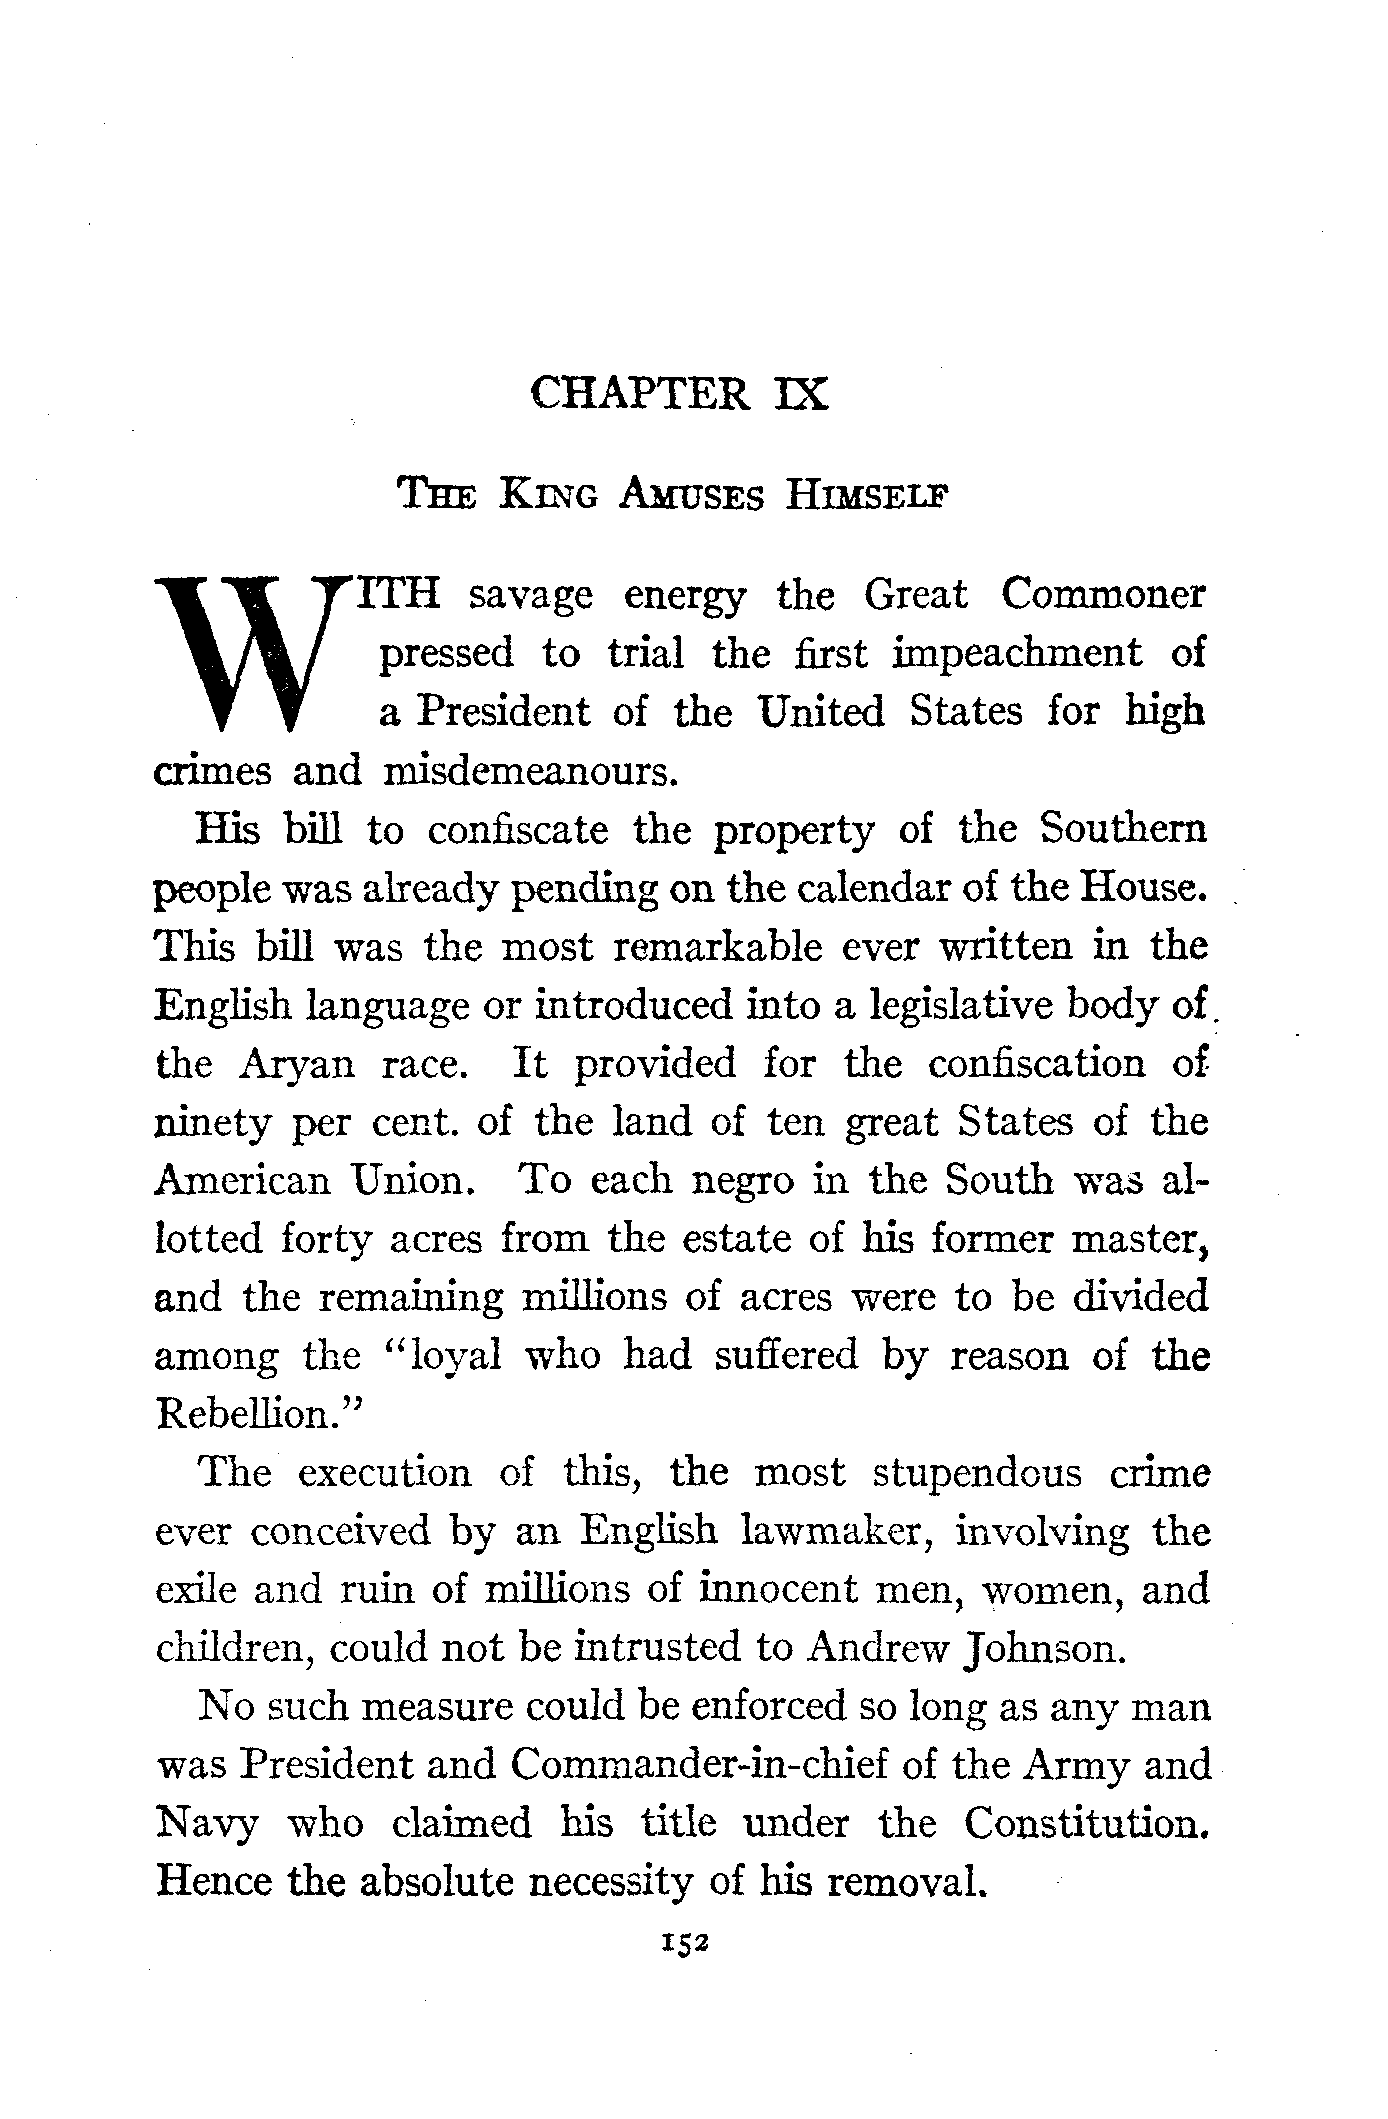 CHAPTER IX
THE KING AMUSES HIMSELF
WITH savage energy the Great Commoner
pressed to trial the first impeachment of
a President of the United States for high
crimes and misdemeanours.
His bill to confiscate the property of the Southern
people was already pending on the calendar of the House.
This bill was the most remarkable ever written in the
English language or introduced into a legislative body of
the Aryan race. It provided for the confiscation of
ninety per cent. of the land of ten great States of the
American Union. To each negro in the South was al-
lotted forty acres from the estate of his former master,
and the remaining millions of acres were to be divided
among the "loyal who had suffered by reason of the
Rebellion."
The execution of this, the most stupendous crime
ever conceived by an English lawmaker, involving the
exile and ruin of millions of innocent men, women, and
children, could not be intrusted to Andrew Johnson.
No such measure could be enforced so long as any man
was President and Commander-in-chief of the Army and
Navy who claimed his title under the Constitution.
Hence the absolute necessity of his removal.
152